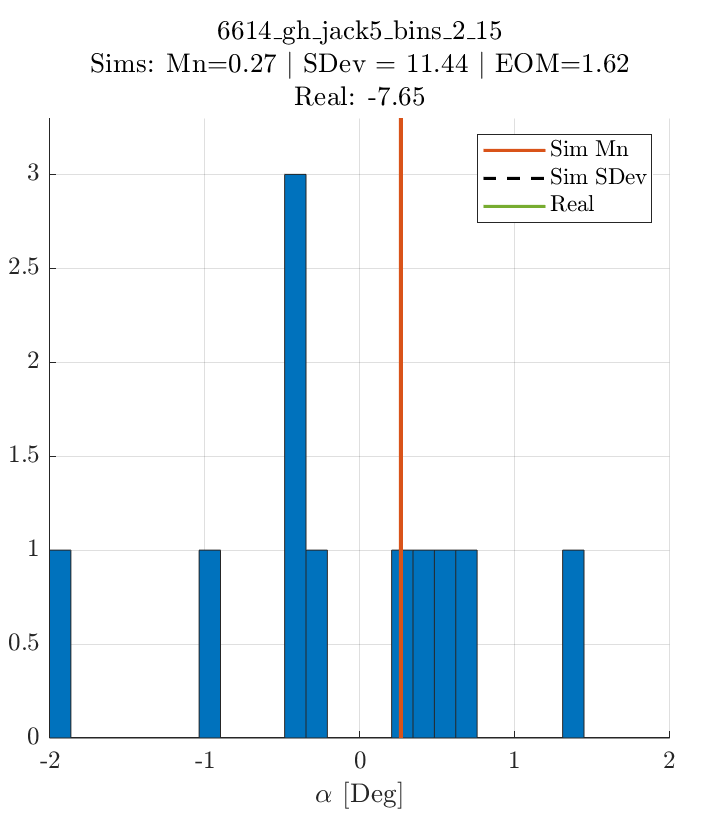 6614_gh_jack5_bins_2_15
Sims: Mn=0.27 | SDev = 11.44 | EOM=1.62
Real: -7.65
Sim Mn
Sim SDev
Real
3
2.5
2
1.5
1
0.5
0
-2
-1
0
1
2
α [Deg]